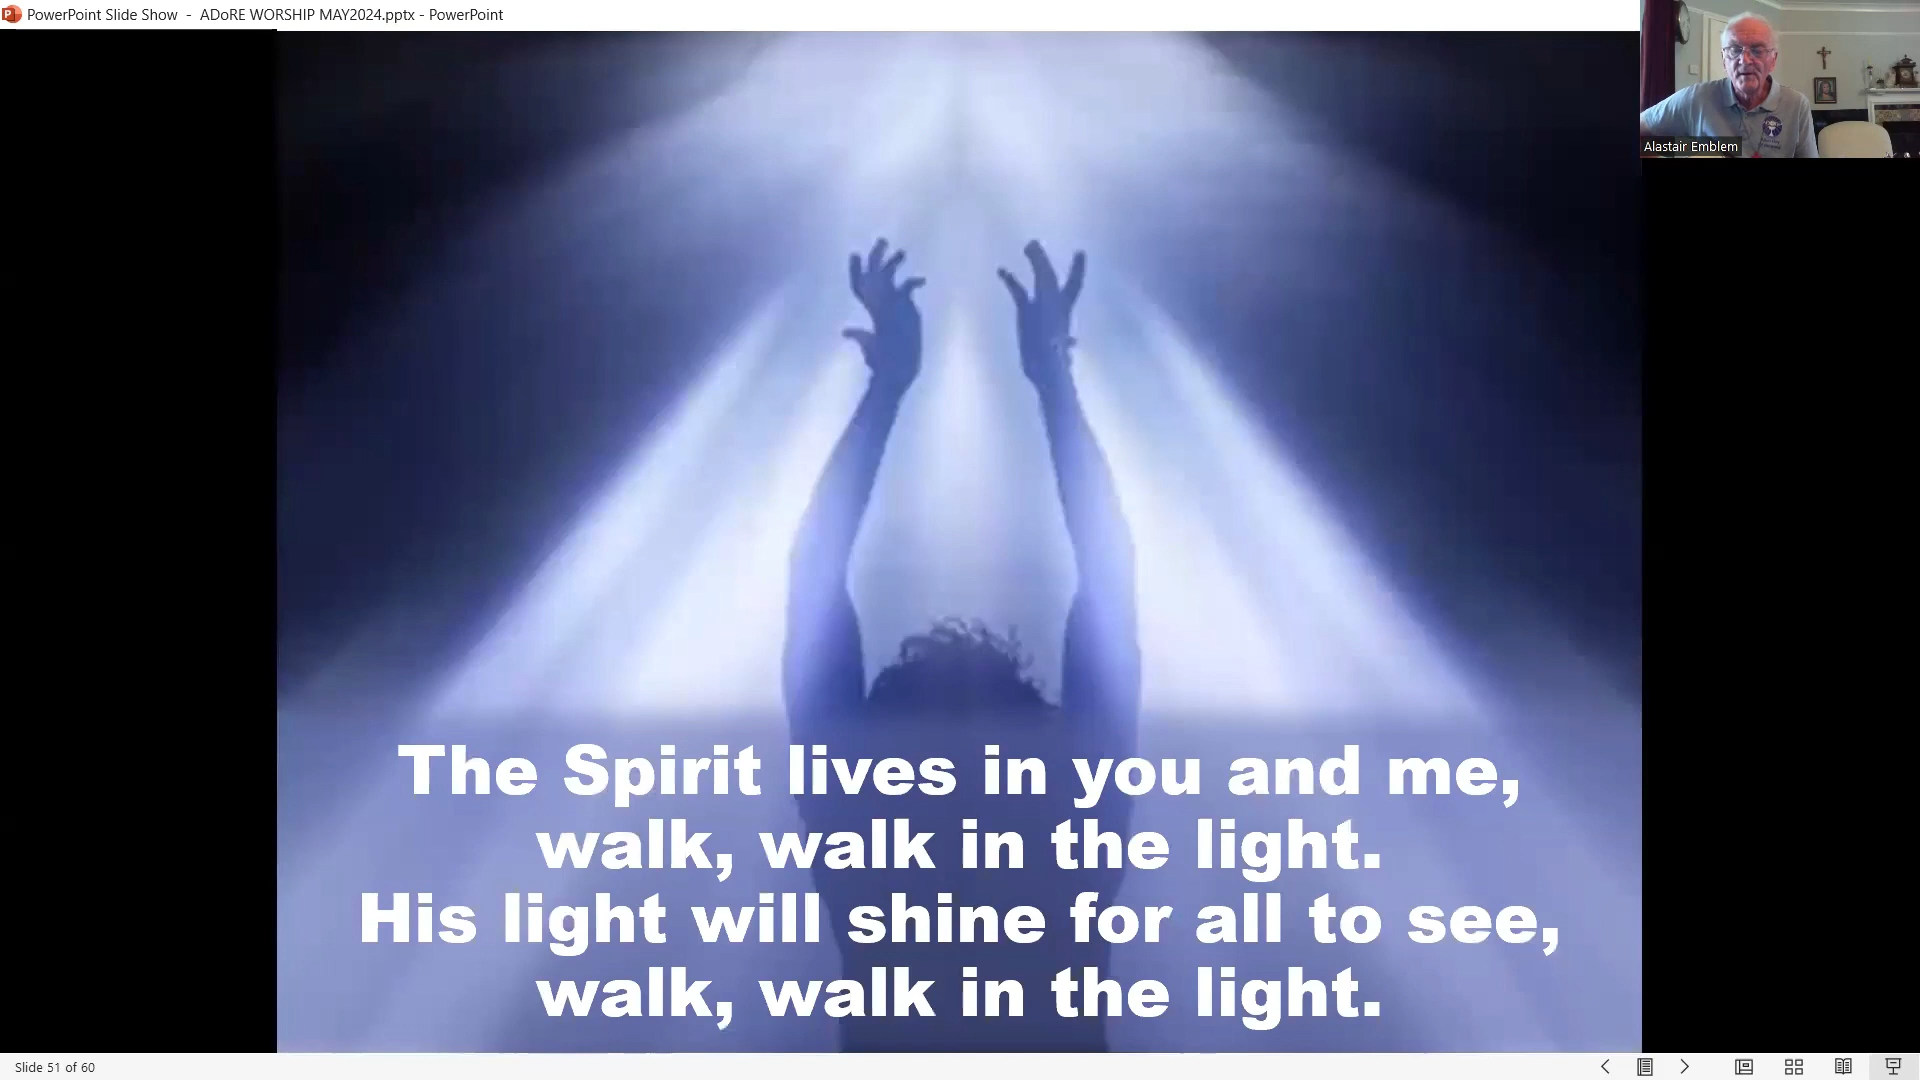 PowerPoint Slide Show - ADoRE WORSHIP MAY2024.pptx - PowerPoint
Alastair Emblem
The Spirit lives in you and me,
walk, walk in the light.
His light will shine for all to see,
walk, walk in the light.
Slide 51 of 60